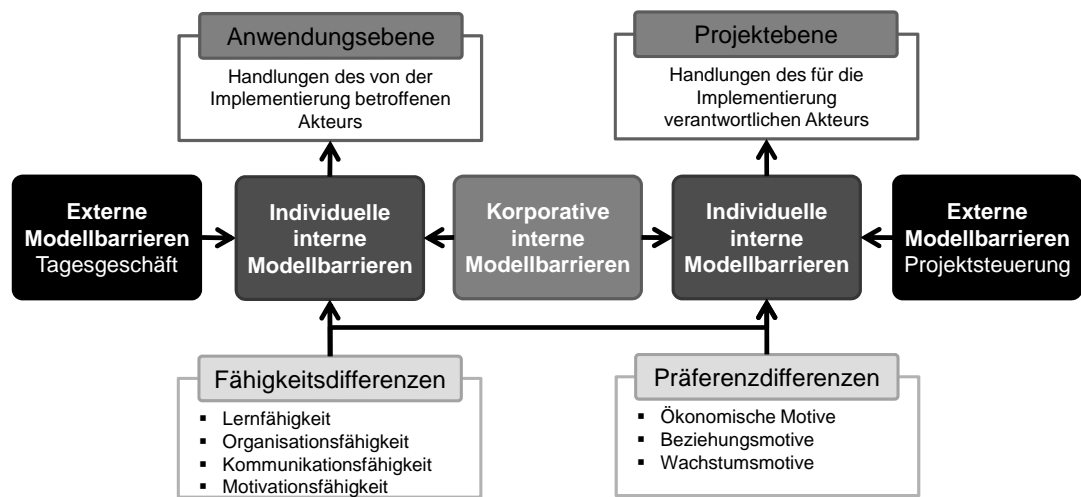 Anwendungsebene
Handlungen des von der
Implementierung betroffenen
Akteurs
Projektebene
Handlungen des für die
Implementierung
verantwortlichen Akteurs
Externe
Modellbarrieren
Tagesgeschäft
Individuelle
interne
Modellbarrieren
Korporative
interne
Modellbarrieren
Individuelle
interne
Modellbarrieren
Externe
Modellbarrieren
Projektsteuerung
Fähigkeitsdifferenzen
▪ Lernfähigkeit
▪ Organisationsfähigkeit
▪ Kommunikationsfähigkeit
▪ Motivationsfähigkeit
Präferenzdifferenzen
▪ Ökonomische Motive
▪ Beziehungsmotive
▪ Wachstumsmotive